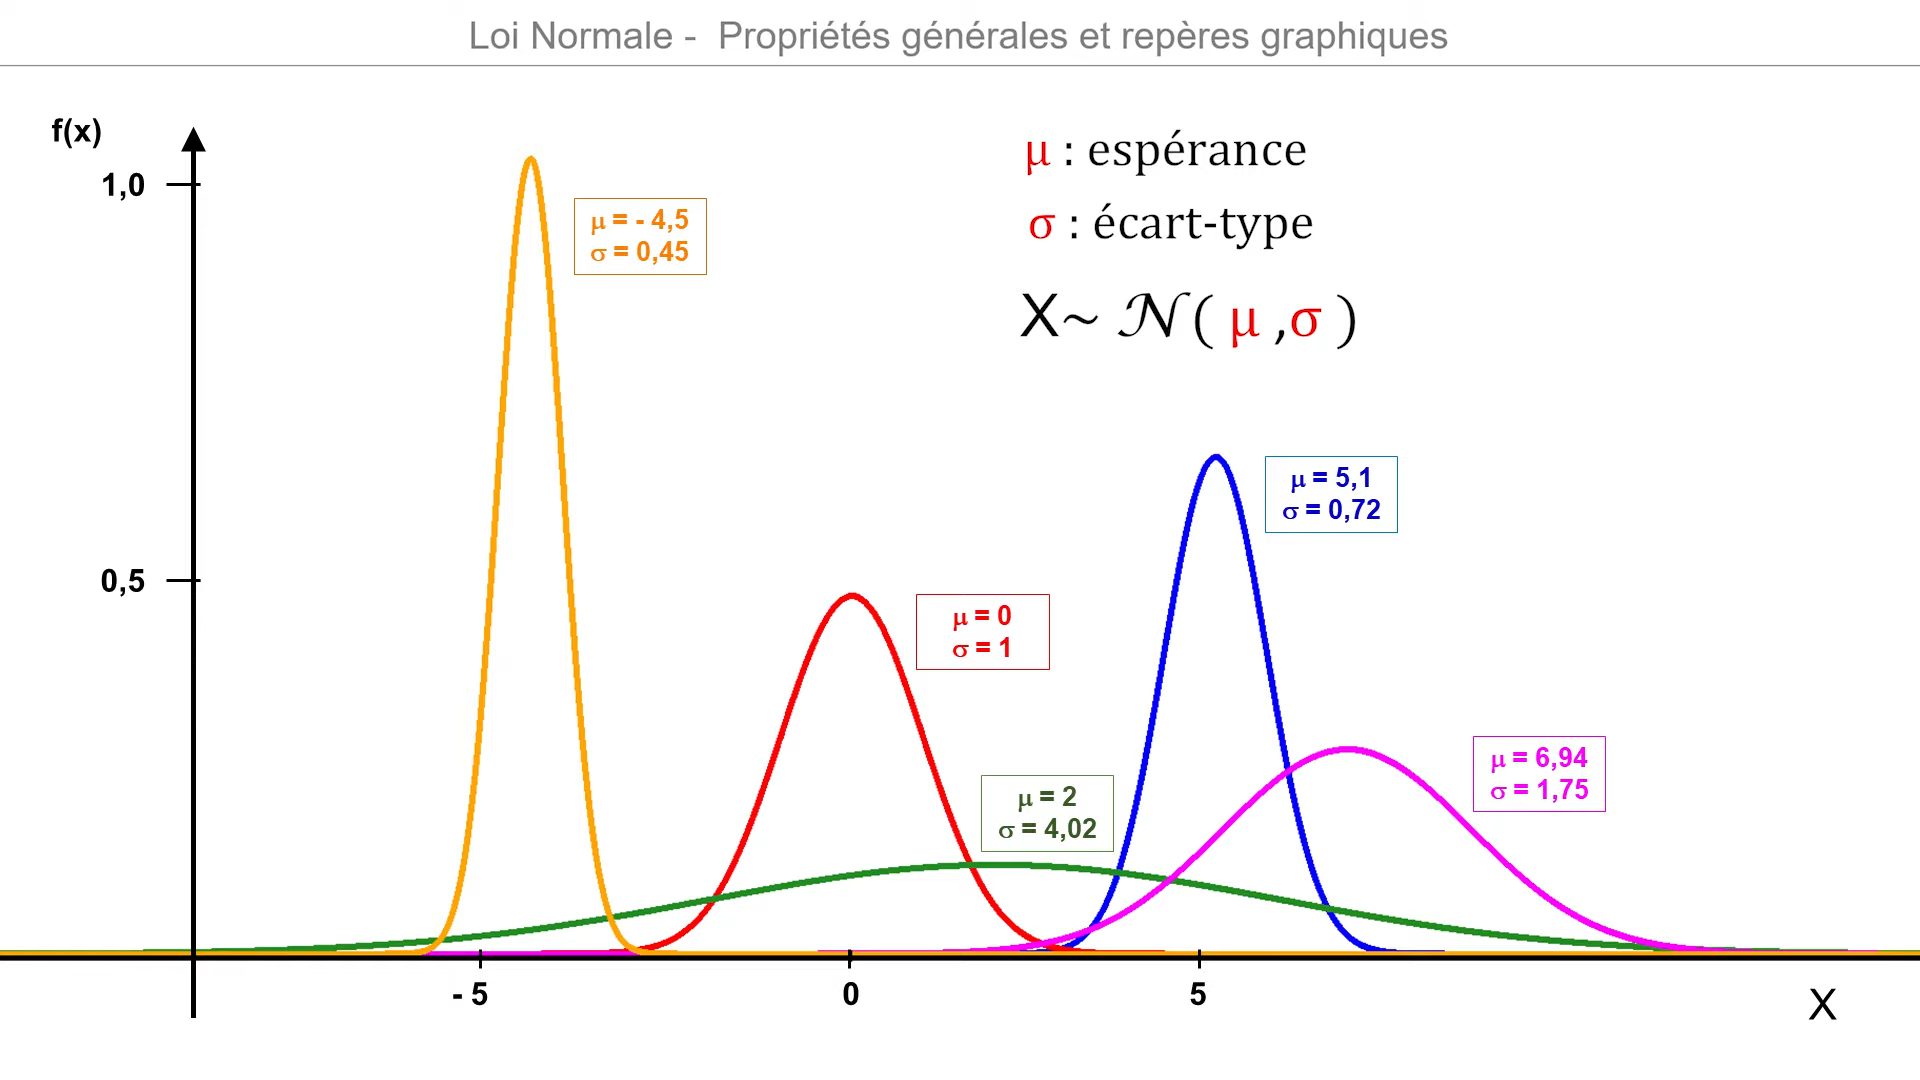 Loi Normale - Propriétés générales et repères graphiques
f(x)
1,0
0,5
μ : espérance
σ : écart-type
X~ 𝒩( μ ,σ )
μ = - 4,5
σ = 0,45
μ = 5,1
σ = 0,72
μ = 0
σ = 1
μ = 6,94
σ = 1,75
μ = 2
σ = 4,02
- 5
0
5
X